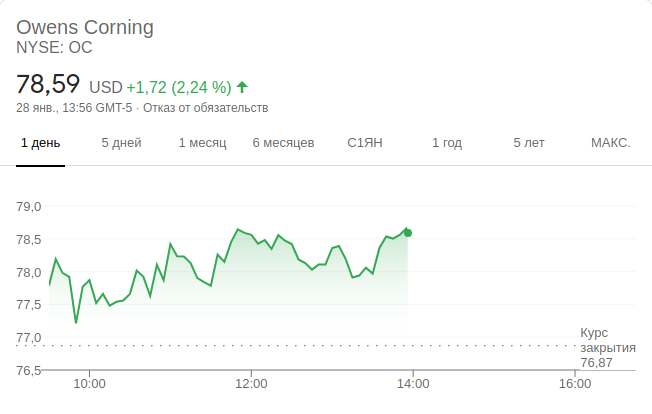 Owens Corning
NYSE: OC
78,59 USD +1,72 (2,24 %)
28 янв., 13:56 GMT-5 · Отказ от обязательств
1 день 5 дней 1 месяц 6 месяцев С1ЯН 1 год 5 лет МАКС.
79,0
78,5
78,0
77,5
77,0
76,5
Курс
закрытия
76,87
10:00 12:00 14:00 16:00